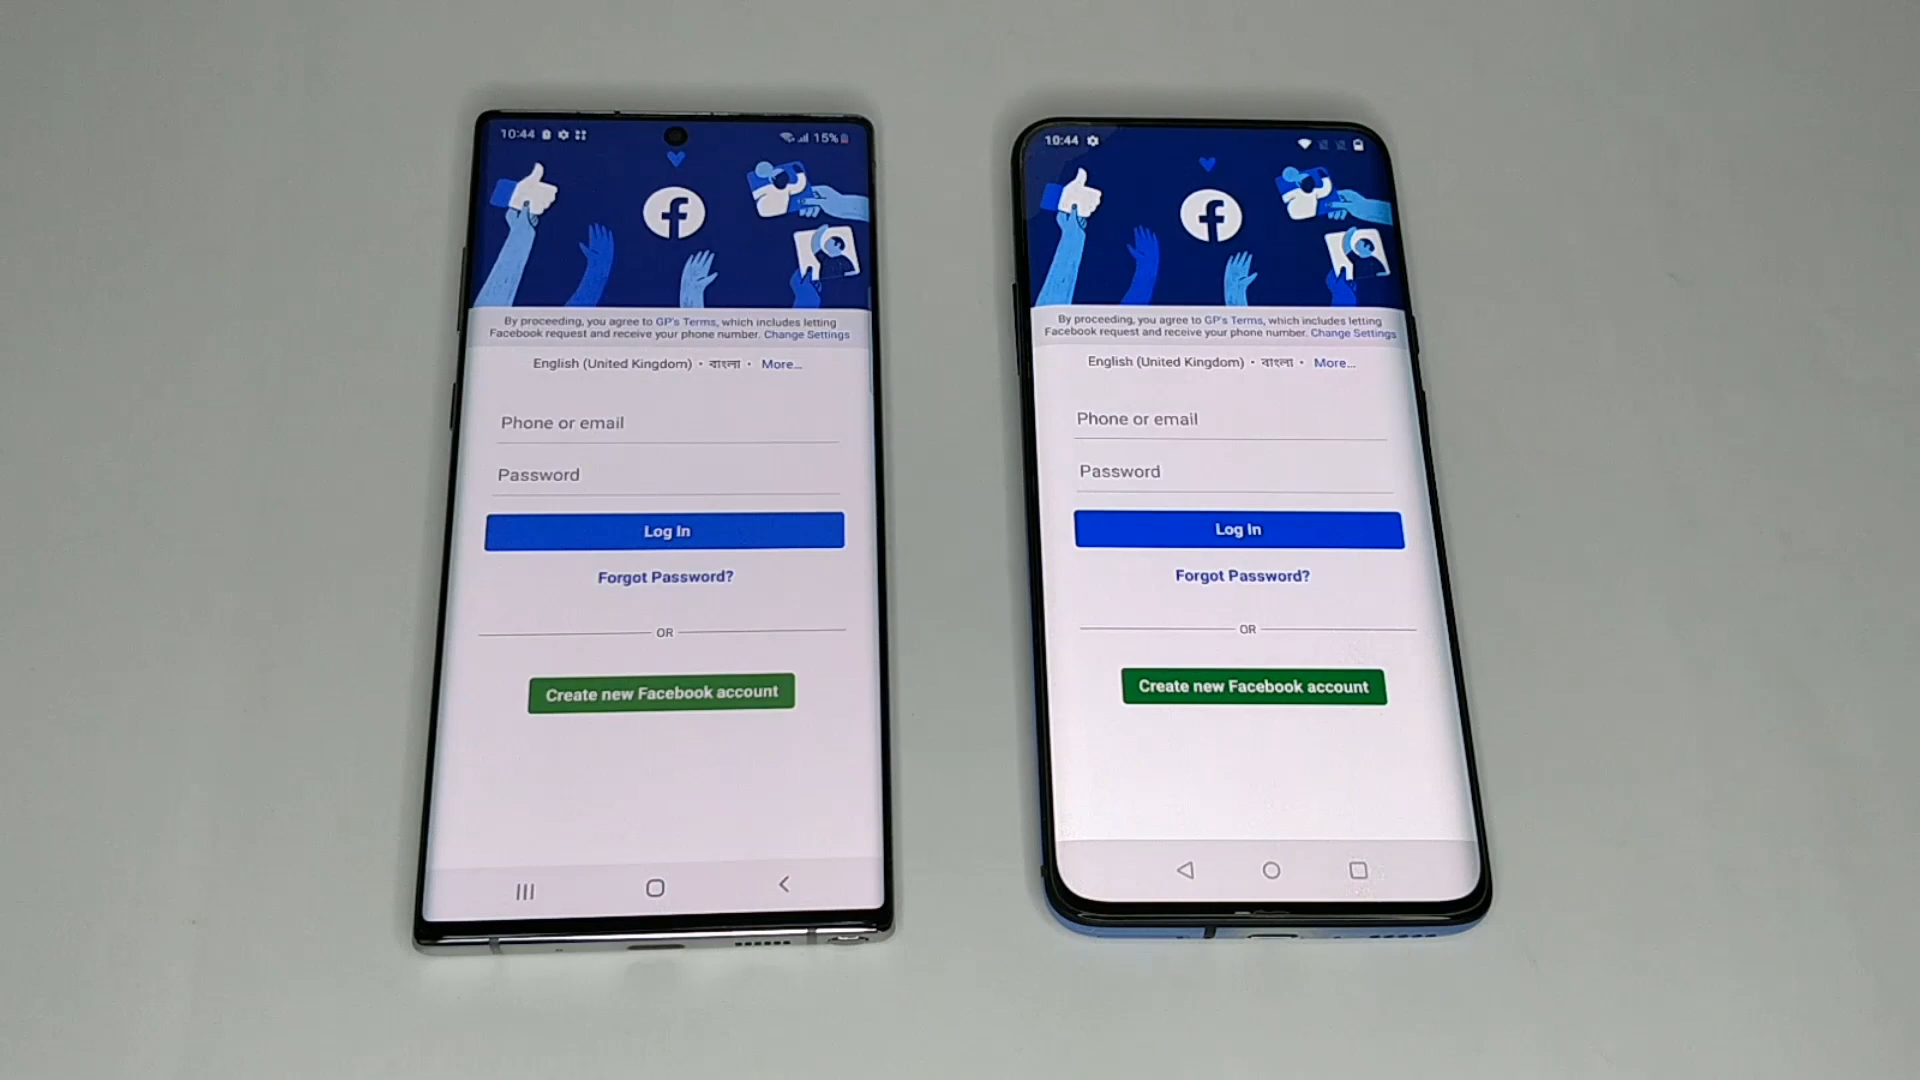 10:44
15%
By proceeding, you agree to GP's Terms, which includes letting
Facebook request and receive your phone number. Change Settings
English (United Kingdom) · বাংলা · More...
Phone or email
Password
Log In
Forgot Password?
OR
Create new Facebook account
10:44
By proceeding, you agree to GP's Terms, which includes letting
Facebook request and receive your phone number. Change Settings
English (United Kingdom) · বাংলা · More...
Phone or email
Password
Log In
Forgot Password?
OR
Create new Facebook account